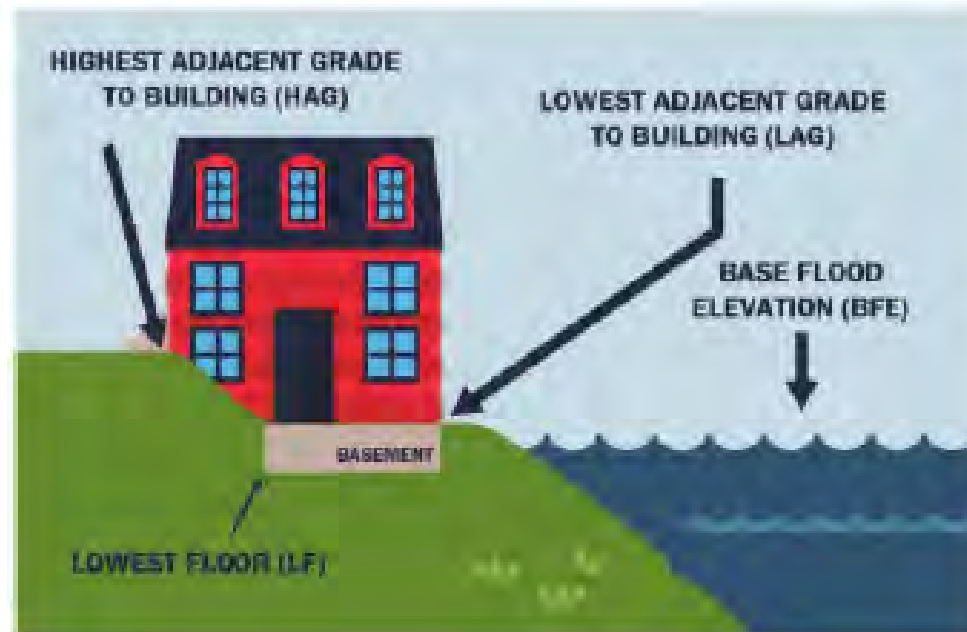 HIGHEST ADJACENT GRADE
TO BUILDING (HAG)
LOWEST ADJACENT GRADE
TO BUILDING (LAG)
BASE FLOOD
ELEVATION (BFE)
BASEMENT
LOWEST FLOOR (LF)